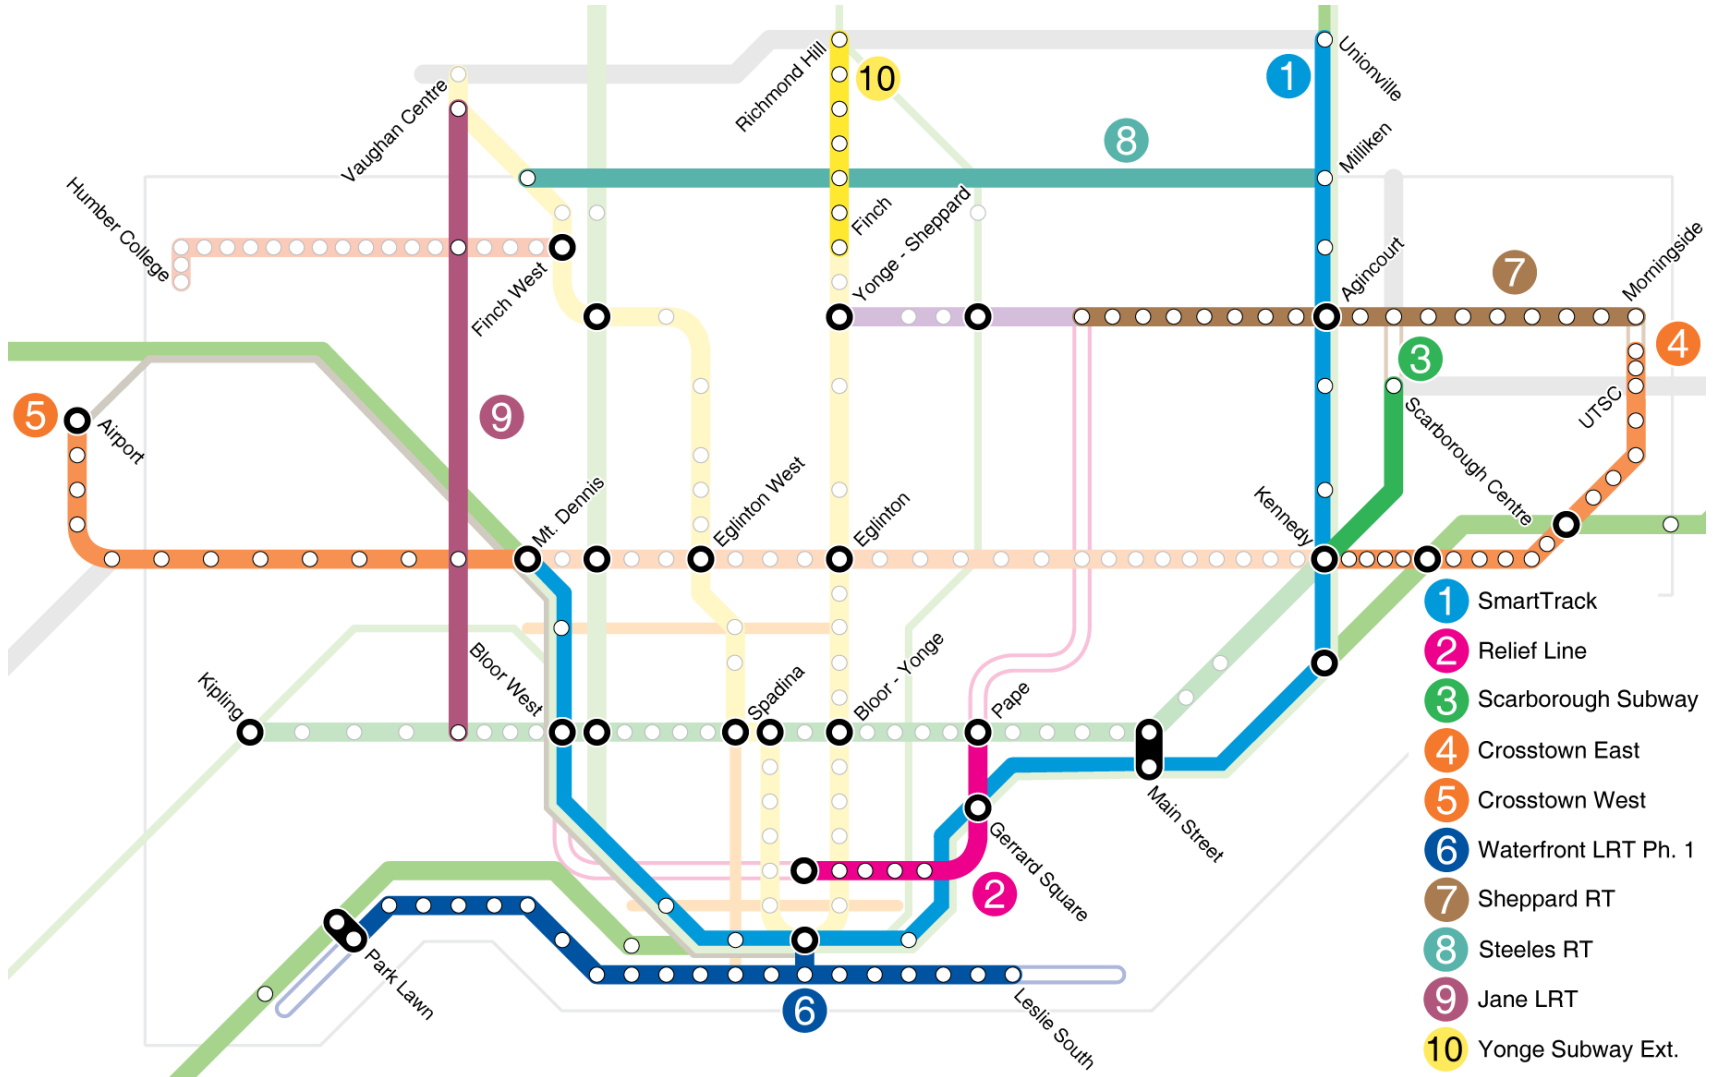 Richmond Hill
10
1
Unionville
Vaughan Centre
8
Milliken
Humber College
Finch
Yonge - Sheppard
Finch West
Agincourt
7
Morningside
4
3
5
Airport
9
UTSC
Scarborough Centre
Mt. Dennis
Eglinton West
Eglinton
Kennedy
Kipling
Bloor West
Spadina
Bloor - Yonge
Pape
Main Street
Gerrard Square
2
Park Lawn
6
Leslie South
1 SmartTrack
2 Relief Line
3 Scarborough Subway
4 Crosstown East
5 Crosstown West
6 Waterfront LRT Ph. 1
7 Sheppard RT
8 Steeles RT
9 Jane LRT
10 Yonge Subway Ext.